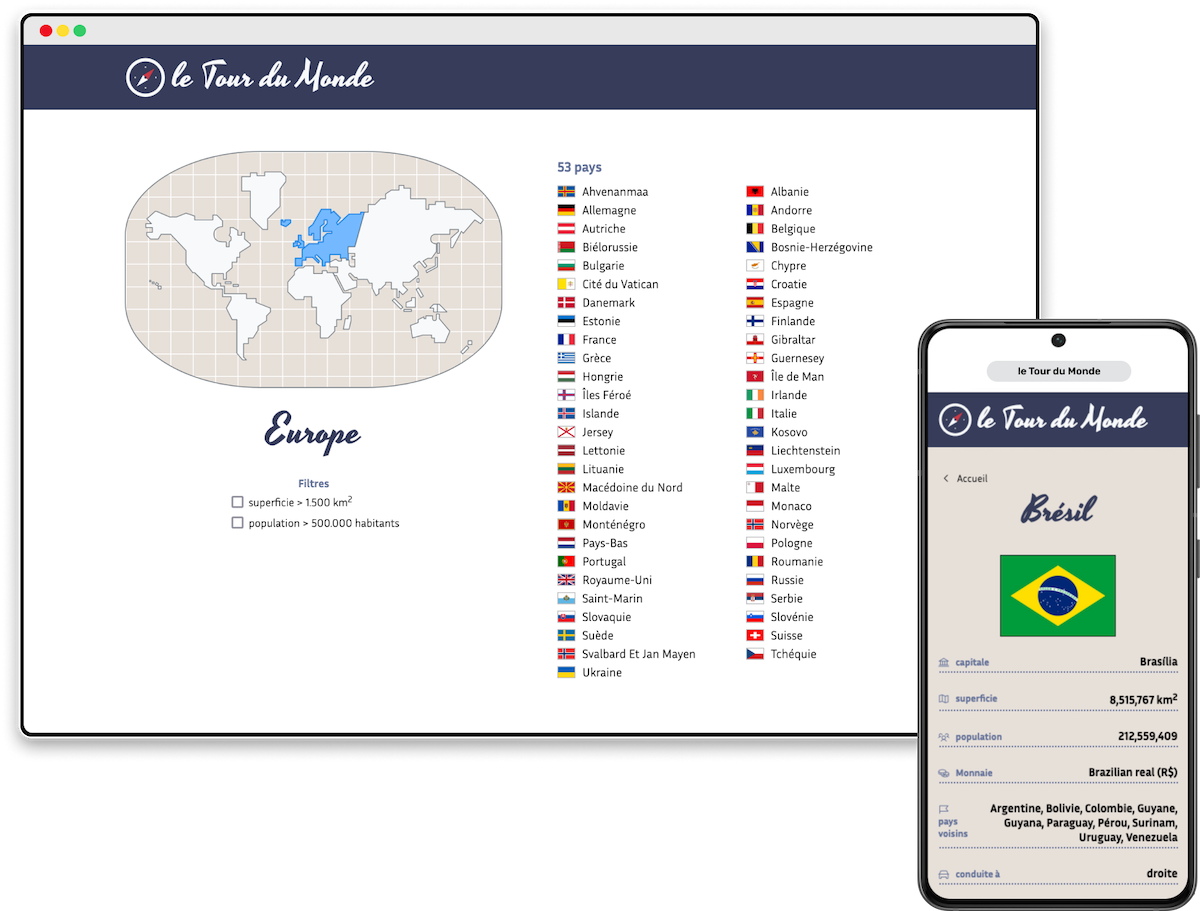 le Tour du Monde
53 pays
Ahvenanmaa
Albanie
Allemagne
Andorre
Autriche
Belgique
Biélorussie
Bosnie-Herzégovine
Bulgarie
Chypre
Cité du Vatican
Croatie
Danemark
Espagne
Estonie
Finlande
France
Gibraltar
Grèce
Guernesey
Hongrie
Île de Man
Îles Féroé
Irlande
Islande
Italie
Jersey
Kosovo
Lettonie
Liechtenstein
Lituanie
Luxembourg
Macédoine du Nord
Malte
Moldavie
Monaco
Monténégro
Norvège
Pays-Bas
Pologne
Portugal
Roumanie
Royaume-Uni
Russie
Saint-Marin
Serbie
Slovaquie
Slovénie
Suède
Suisse
Svalbard Et Jan Mayen
Tchéquie
Ukraine
Europe
Filtres
superficie > 1.500 km²
population > 500.000 habitants
le Tour du Monde
le Tour du Monde
Accueil
Brésil
capitale Brasília
superficie 8,515,767 km²
population 212,559,409
Monnaie Brazilian real (R$)
pays voisins Argentine, Bolivie, Colombie, Guyane,
Guyana, Paraguay, Pérou, Surinam,
Uruguay, Venezuela
conduite à droite